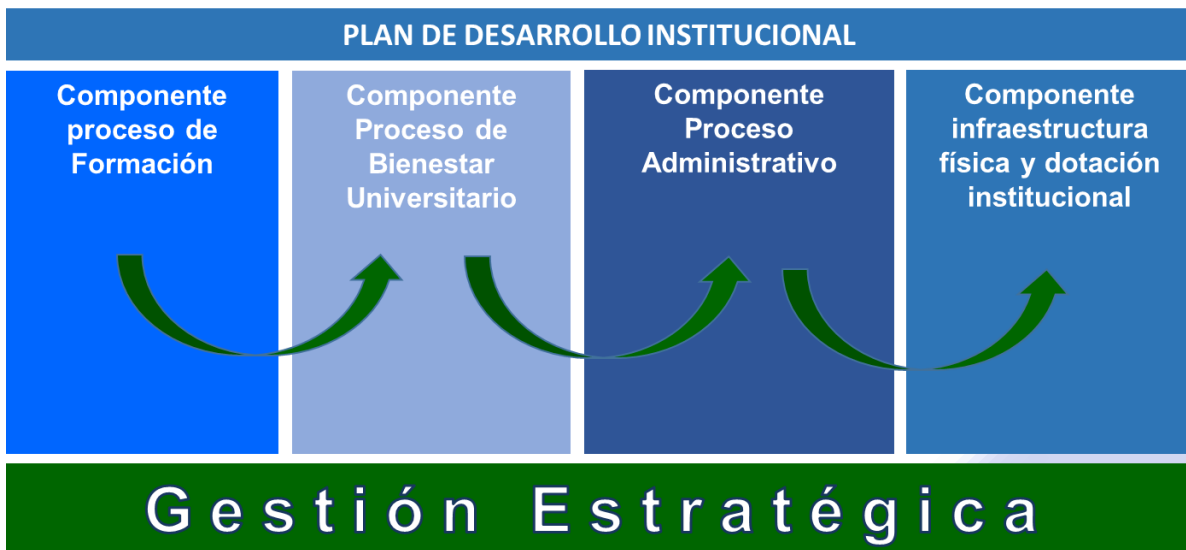 PLAN DE DESARROLLO INSTITUCIONAL
Componente
proceso de
Formación
Componente
Proceso de
Bienestar
Universitario
Componente
Proceso
Administrativo
Componente
infraestructura
física y dotación
institucional
Gestión Estratégica